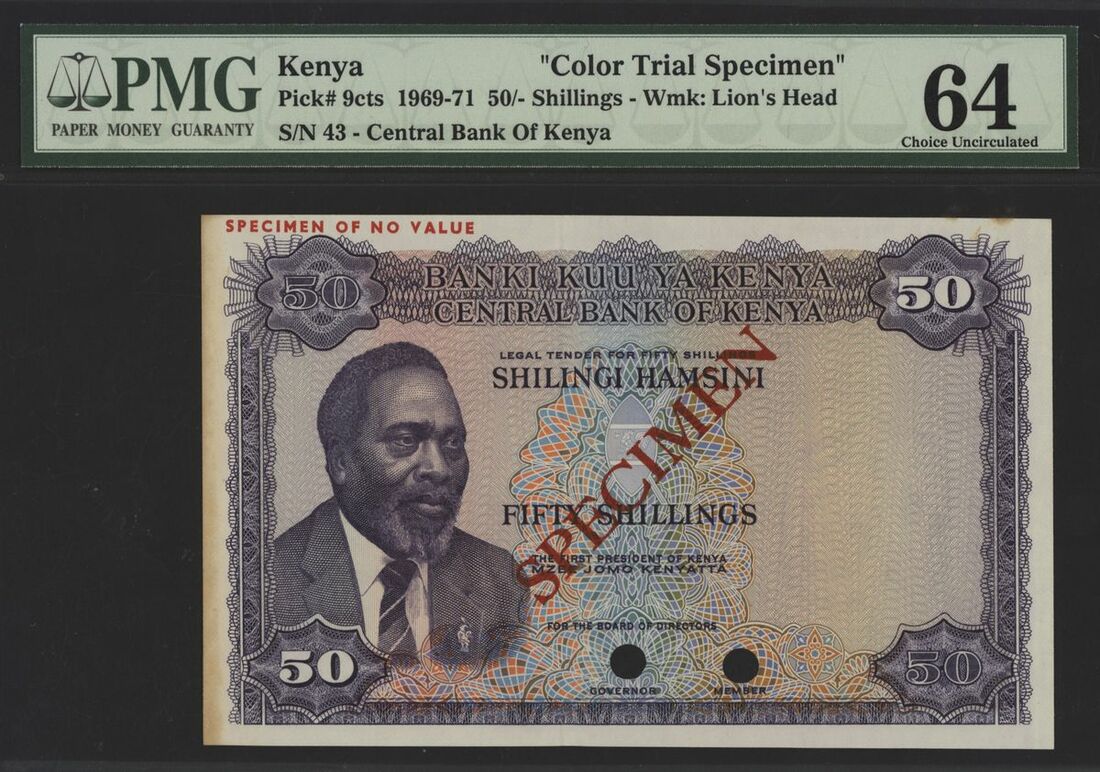 PMG
PAPER MONEY GUARANTY
Kenya "Color Trial Specimen"
Pick# 9cts 1969-71 50/- Shillings - Wmk: Lion's Head
S/N 43 - Central Bank Of Kenya
64
Choice Uncirculated
SPECIMEN OF NO VALUE
50 BANKI KUU YA KENYA 50
CENTRAL BANK OF KENYA
LEGAL TENDER FOR FIFTY SHILLINGS
SHILINGI HAMSINI
SPECIMEN
FIFTY SHILLINGS
THE FIRST PRESIDENT OF KENYA
MZEE JOMO KENYATTA
FOR THE BOARD OF DIRECTORS
50 50
GOVERNOR MEMBER